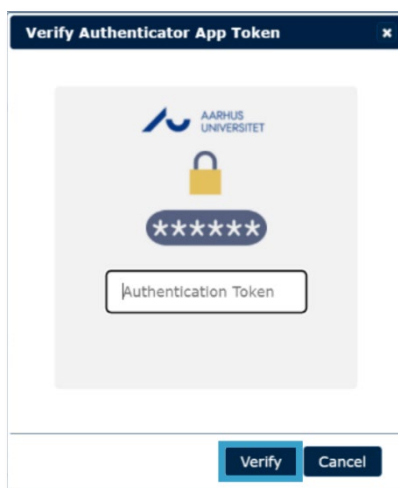 Verify Authenticator App Token
AARHUS
UNIVERSITET
******
Authentication Token
Verify Cancel